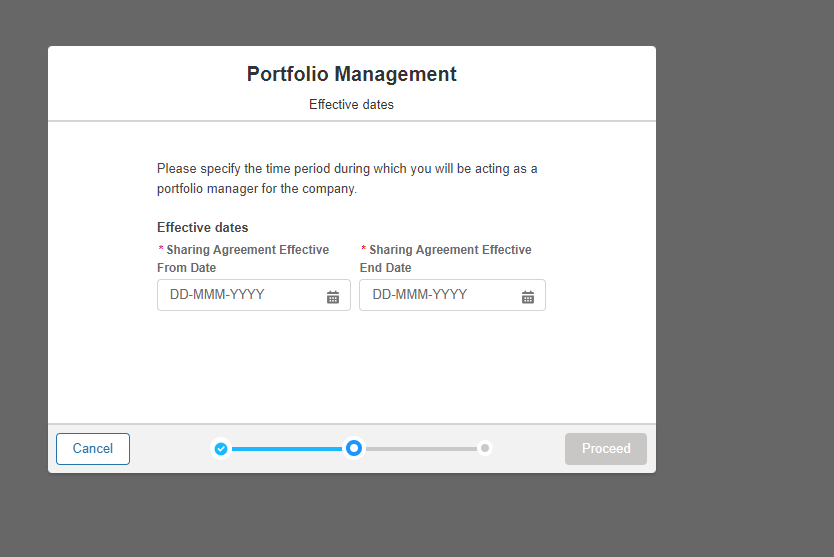 Portfolio Management
Effective dates
Please specify the time period during which you will be acting as a
portfolio manager for the company.
Effective dates
* Sharing Agreement Effective From Date
* Sharing Agreement Effective End Date
DD-MMM-YYYY
DD-MMM-YYYY
Cancel
Proceed